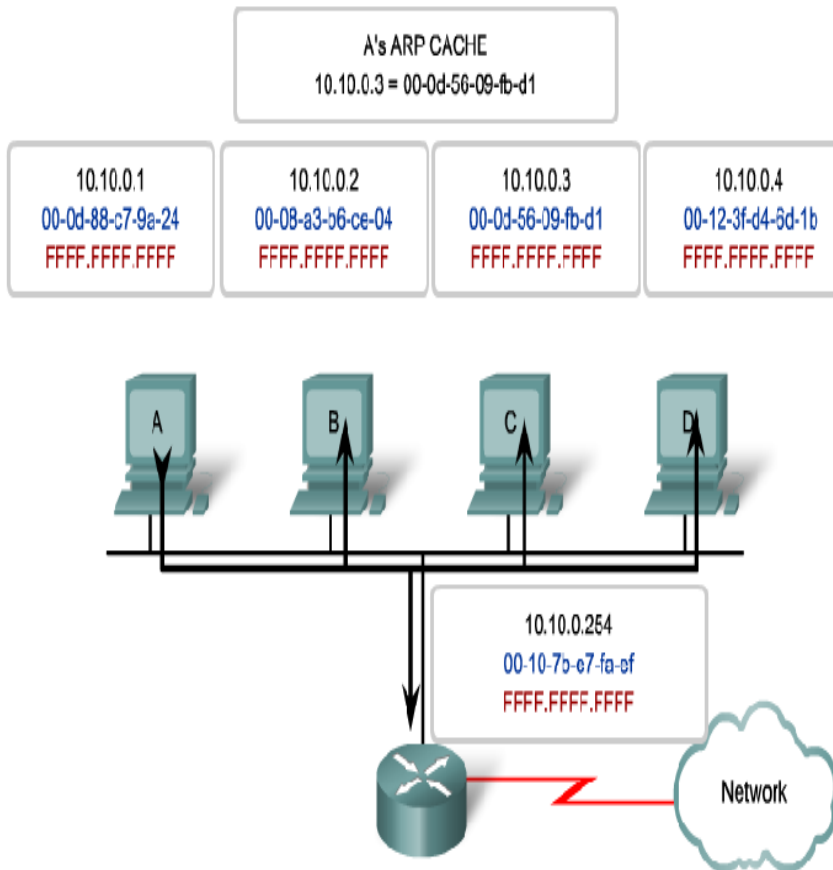 A's ARP CACHE
10.10.0.3 = 00-0d-56-09-fb-d1
10.10.0.1
00-0d-88-c7-9a-24
FFFF.FFFF.FFFF
10.10.0.2
00-08-a3-b6-ce-04
FFFF.FFFF.FFFF
10.10.0.3
00-0d-56-09-fb-d1
FFFF.FFFF.FFFF
10.10.0.4
00-12-3f-d4-6d-1b
FFFF.FFFF.FFFF
A
B
C
D
10.10.0.254
00-10-7b-e7-fa-ef
FFFF.FFFF.FFFF
Network